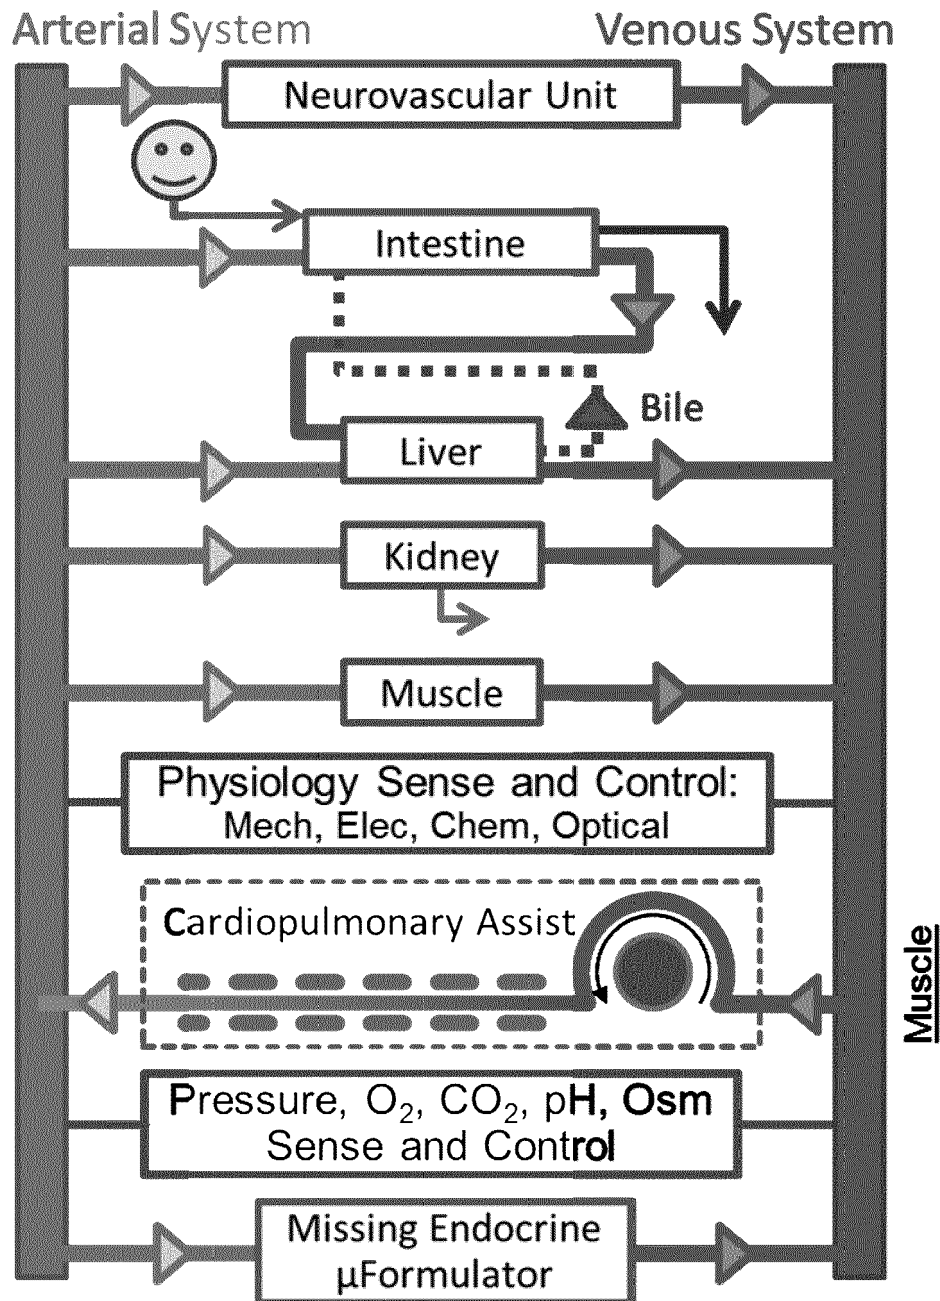 Arterial System
Venous System
Neurovascular Unit
Intestine
Bile
Liver
Kidney
Muscle
Physiology Sense and Control:
Mech, Elec, Chem, Optical
Cardiopulmonary Assist
Muscle
Pressure, O₂, CO₂, pH, Osm
Sense and Control
Missing Endocrine
µFormulator